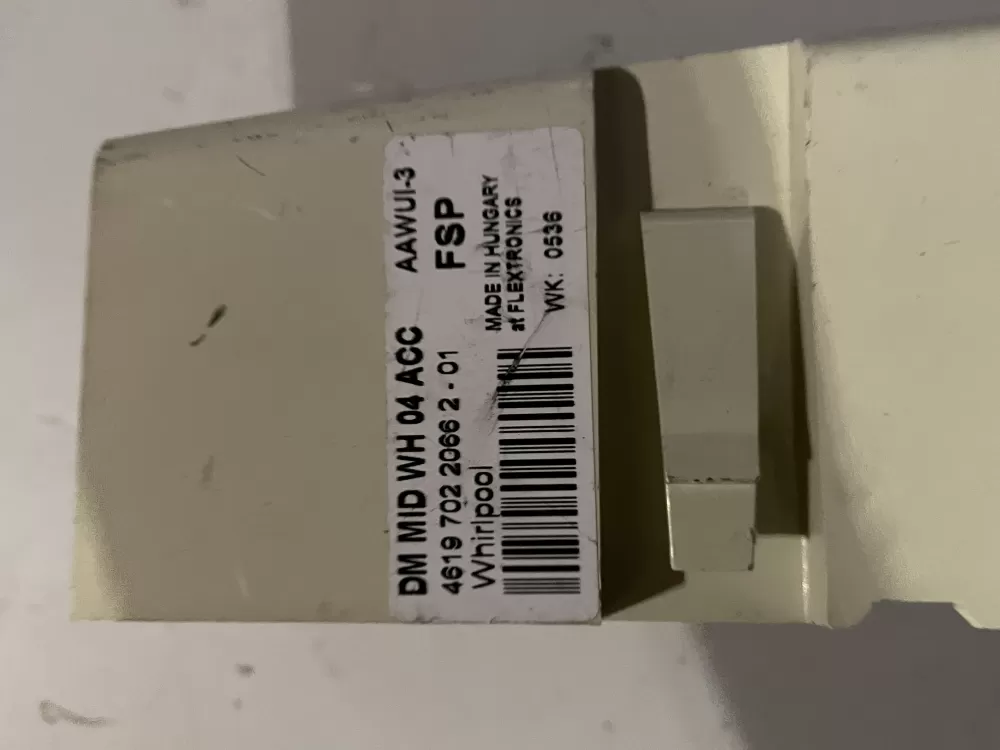 DM MID WH 04 ACC AAWUI-3
4619 702 2066 2 - 01 FSP
Whirlpool
MADE IN HUNGARY
at FLEXTRONICS
WK: 0536